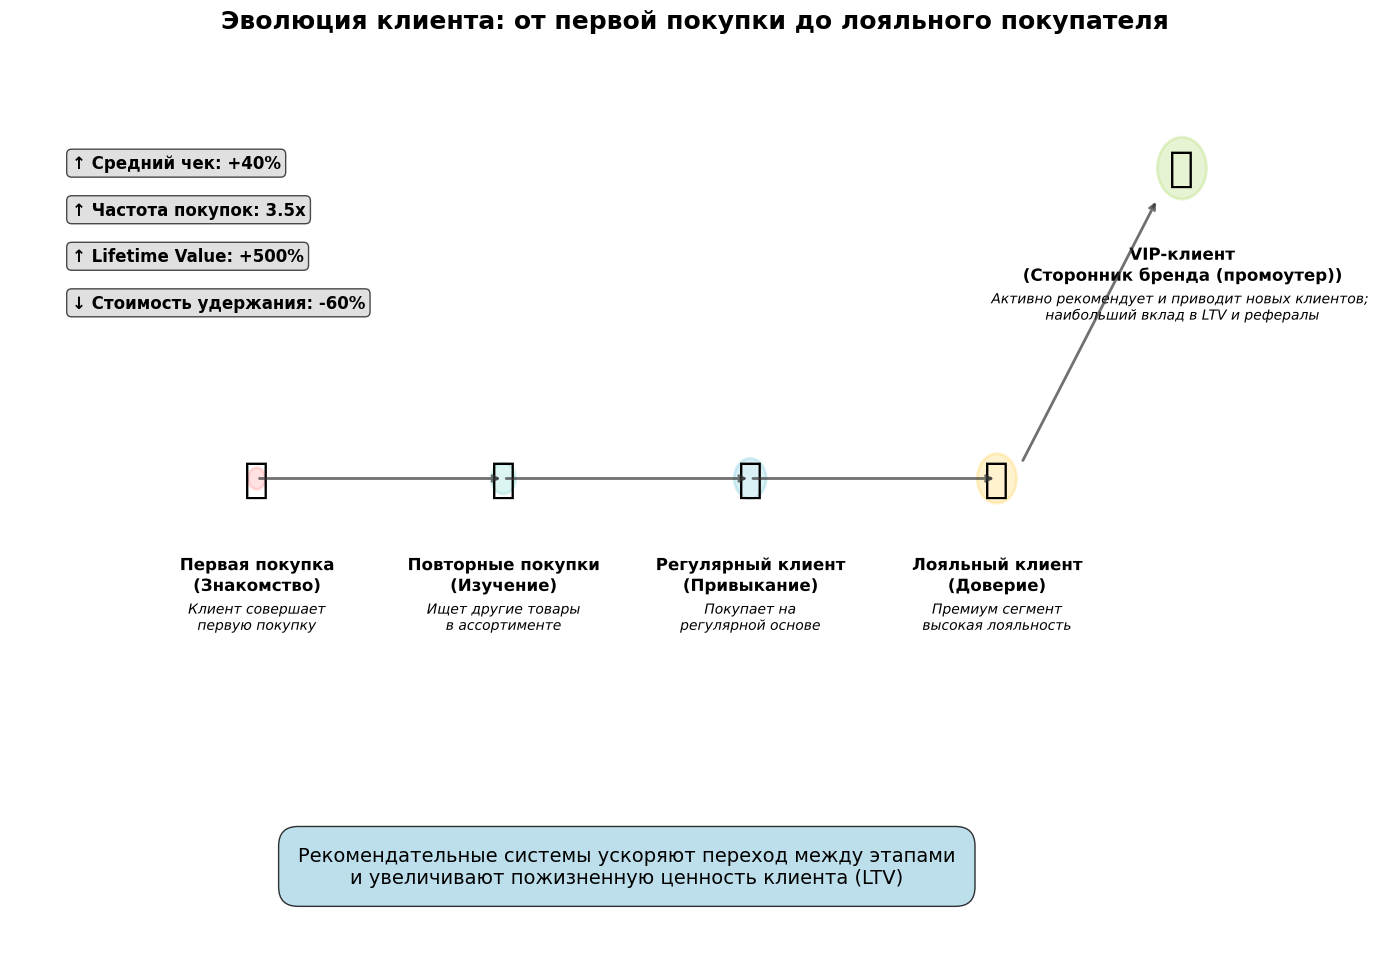 Эволюция клиента: от первой покупки до лояльного покупателя
↑ Средний чек: +40%
↑ Частота покупок: 3.5x
↑ Lifetime Value: +500%
↓ Стоимость удержания: -60%
VIP-клиент
(Сторонник бренда (промоутер))
Активно рекомендует и приводит новых клиентов;
наибольший вклад в LTV и рефералы
Первая покупка
(Знакомство)
Клиент совершает
первую покупку
Повторные покупки
(Изучение)
Ищет другие товары
в ассортименте
Регулярный клиент
(Привыкание)
Покупает на
регулярной основе
Лояльный клиент
(Доверие)
Премиум сегмент
высокая лояльность
Рекомендательные системы ускоряют переход между этапами
и увеличивают пожизненную ценность клиента (LTV)